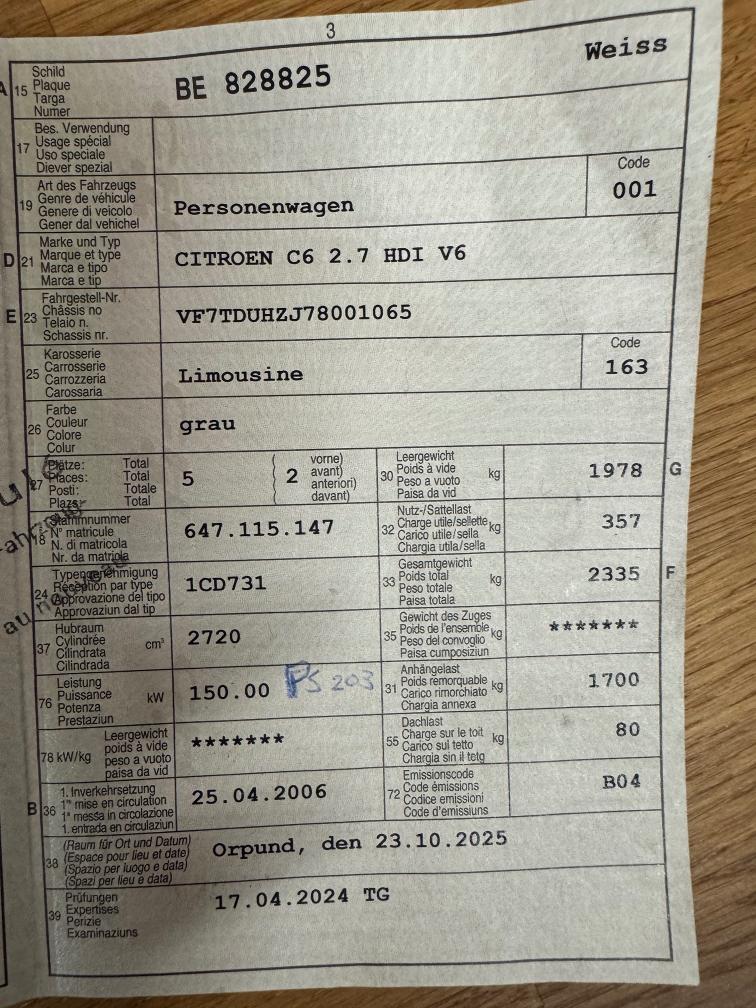 3
A 15 Schild
Plaque
Targa
Numer
BE 828825 Weiss
17 Bes. Verwendung
Usage spécial
Uso speciale
Diever spezial
19 Art des Fahrzeugs
Genre de véhicule
Genere di veicolo
Gener dal vehichel
Personenwagen
Code
001
D 21 Marke und Typ
Marque et type
Marca e tipo
Marca e tip
CITROEN C6 2.7 HDI V6
E 23 Fahrgestell-Nr.
Châssis no
Telaio n.
Schassis nr.
VF7TDUHZJ78001065
25 Karosserie
Carrosserie
Carrozzeria
Carossaria
Limousine
Code
163
26 Farbe
Couleur
Colore
Colur
grau
27 Plätze: Total
Places: Total
Posti: Totale
Plazs: Total
5
2
vorne)
avant)
anteriori)
davant)
30 Leergewicht
Poids à vide
Peso a vuoto
Paisa da vid
kg
1978 G
18 Stammnummer
N° matricule
N. di matricola
Nr. da matriola
647.115.147
32 Nutz-/Sattellast
Charge utile/sellette
Carico utile/sella
Chargia utila/sella
kg
357
24 Typengenehmigung
Réception par type
Approvazione del tipo
Approvaziun dal tip
1CD731
33 Gesamtgewicht
Poids total
Peso totale
Paisa totala
kg
2335 F
37 Hubraum
Cylindrée
Cilindrata
Cilindrada
cm³
2720
35 Gewicht des Zuges
Poids de l'ensemble
Peso del convoglio
Paisa cumposiziun
kg
*******
76 Leistung
Puissance
Potenza
Prestaziun
kW
150.00 PS 203
31 Anhängelast
Poids remorquable
Carico rimorchiato
Chargia annexa
kg
1700
78 kW/kg Leergewicht
poids à vide
peso a vuoto
paisa da vid
*******
55 Dachlast
Charge sur le toit
Carico sul tetto
Chargia sin il tetg
kg
80
B 36 1. Inverkehrsetzung
1re mise en circulation
1a messa in circolazione
1. entrada en circulaziun
25.04.2006
72 Emissionscode
Code émissions
Codice emissioni
Code d'emissiuns
B04
38 (Raum für Ort und Datum)
(Espace pour lieu et date)
(Spazio per luogo e data)
(Spazi per lieu e data)
Orpund, den 23.10.2025
39 Prüfungen
Expertises
Perizie
Examinaziuns
17.04.2024 TG